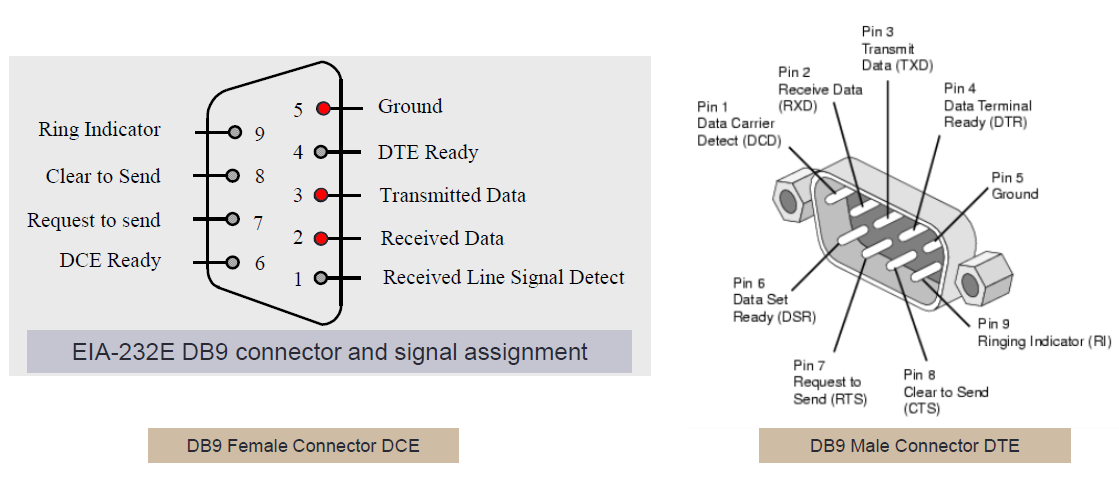 5
Ground
Ring Indicator
9
4
DTE Ready
Clear to Send
8
3
Transmitted Data
Request to send
7
2
Received Data
DCE Ready
6
1
Received Line Signal Detect
EIA-232E DB9 connector and signal assignment
DB9 Female Connector DCE
Pin 3
Transmit
Data (TXD)
Pin 2
Receive Data
(RXD)
Pin 4
Data Terminal
Ready (DTR)
Pin 1
Data Carrier
Detect (DCD)
Pin 5
Ground
Pin 6
Data Set
Ready (DSR)
Pin 9
Ringing Indicator (RI)
Pin 7
Request to
Send (RTS)
Pin 8
Clear to Send
(CTS)
DB9 Male Connector DTE